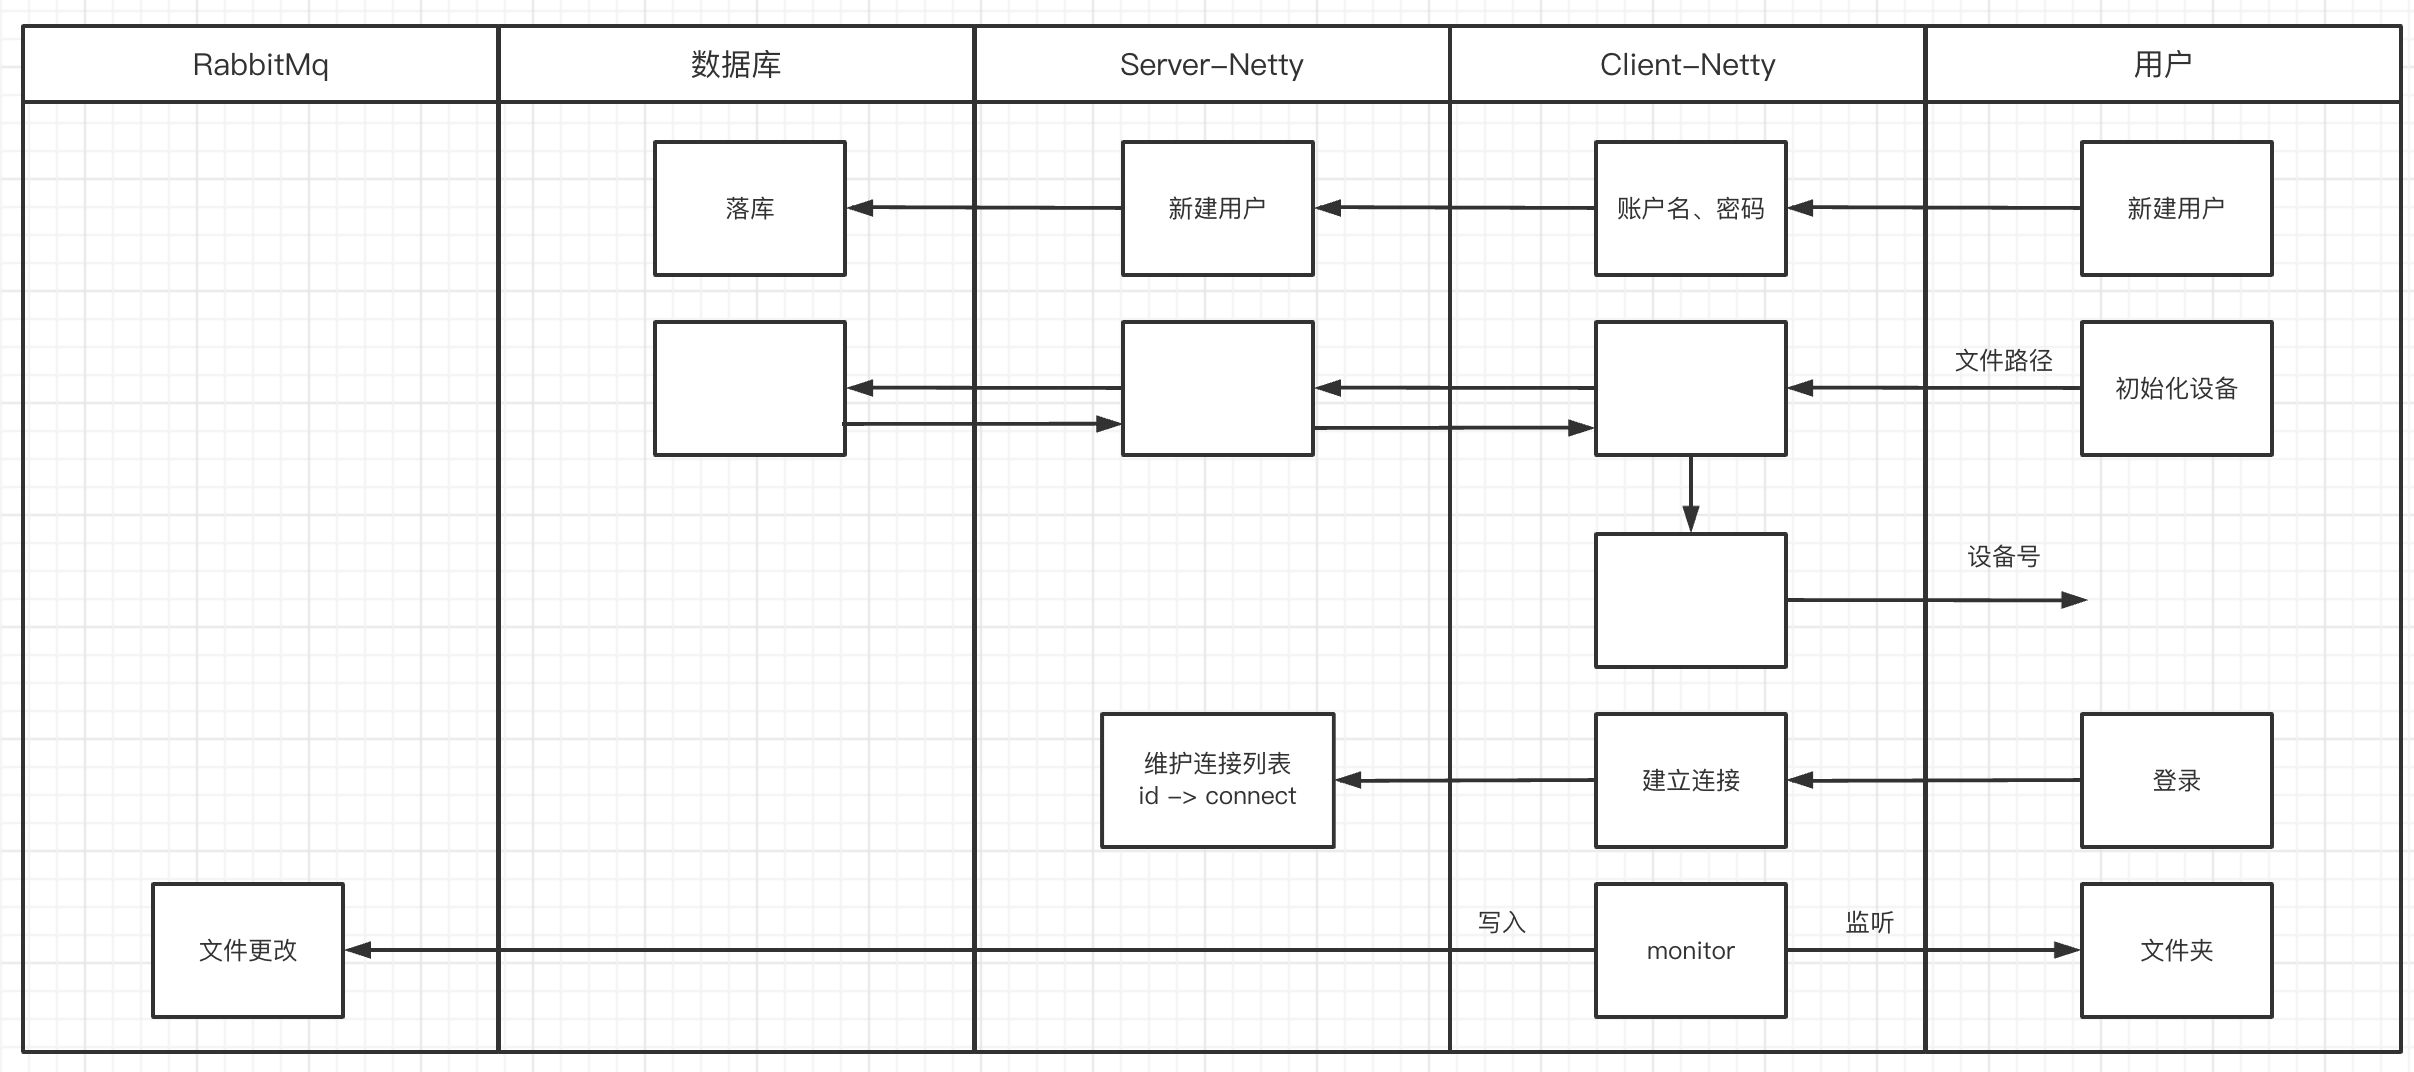 RabbitMq
数据库
Server-Netty
Client-Netty
用户
落库
新建用户
账户名、密码
新建用户
文件路径
初始化设备
设备号
维护连接列表
id -> connect
建立连接
登录
文件更改
写入
monitor
监听
文件夹